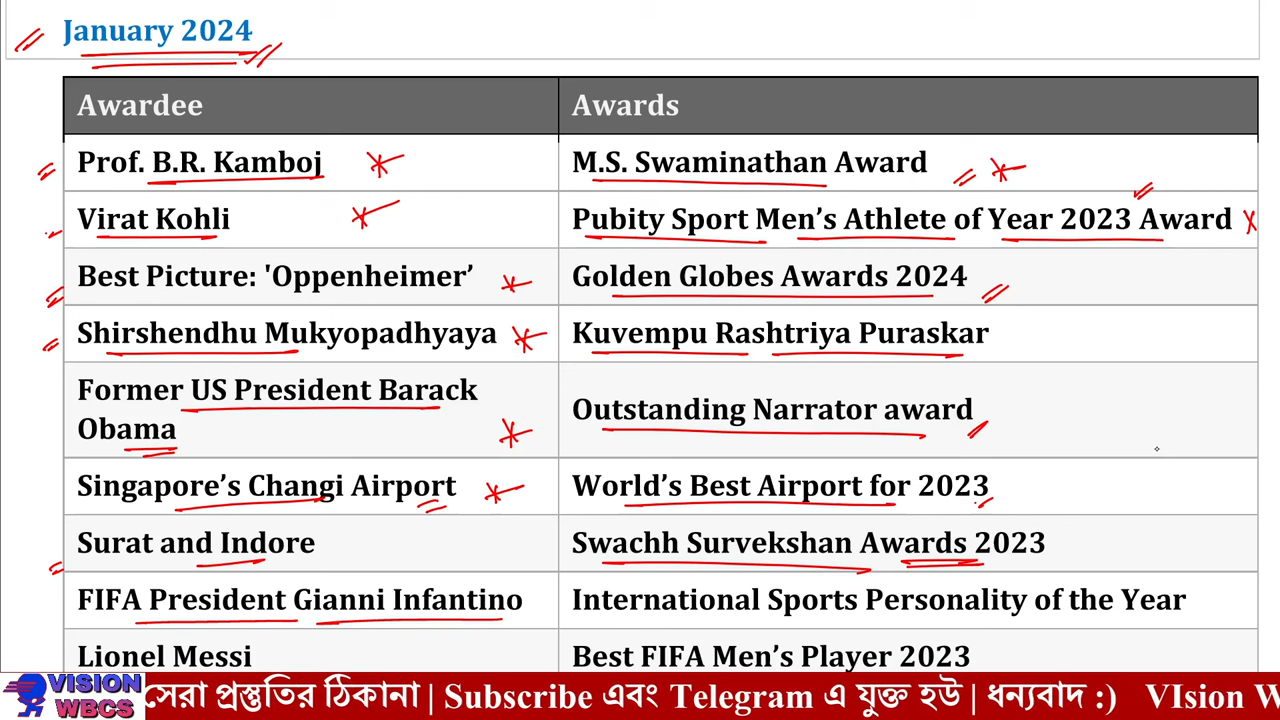 January 2024
Awardee Awards
Prof. B.R. Kamboj M.S. Swaminathan Award
Virat Kohli Pubity Sport Men’s Athlete of Year 2023 Award
Best Picture: 'Oppenheimer’ Golden Globes Awards 2024
Shirshendhu Mukyopadhyaya Kuvempu Rashtriya Puraskar
Former US President Barack
Obama
Outstanding Narrator award
Singapore’s Changi Airport World’s Best Airport for 2023
Surat and Indore Swachh Survekshan Awards 2023
FIFA President Gianni Infantino International Sports Personality of the Year
Lionel Messi Best FIFA Men’s Player 2023
VISION
WBCS
সেরা প্রস্তুতির ঠিকানা | Subscribe এবং Telegram এ যুক্ত হউ | ধন্যবাদ :) VIsion W